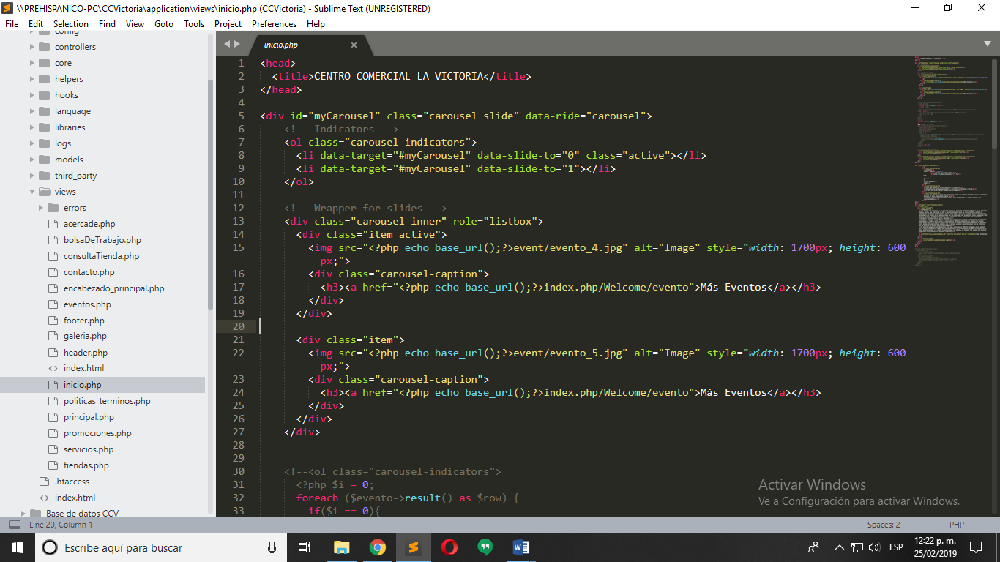 \\PREHISPANICO-PC\CCVictoria\application\views\inicio.php (CCVictoria) - Sublime Text (UNREGISTERED)
File Edit Selection Find View Goto Tools Project Preferences Help
config
controllers
core
helpers
hooks
language
libraries
logs
models
third_party
views
errors
acercade.php
bolsaDeTrabajo.php
consultaTienda.php
contacto.php
encabezado_principal.php
eventos.php
footer.php
galeria.php
header.php
index.html
inicio.php
politicas_terminos.php
principal.php
promociones.php
servicios.php
tiendas.php
.htaccess
index.html
Base de datos CCV
inicio.php
1 <head>
2 <title>CENTRO COMERCIAL LA VICTORIA</title>
3 </head>
4
5 <div id="myCarousel" class="carousel slide" data-ride="carousel">
6 <!-- Indicators -->
7 <ol class="carousel-indicators">
8 <li data-target="#myCarousel" data-slide-to="0" class="active"></li>
9 <li data-target="#myCarousel" data-slide-to="1"></li>
10 </ol>
11
12 <!-- Wrapper for slides -->
13 <div class="carousel-inner" role="listbox">
14 <div class="item active">
15 <img src="<?php echo base_url();?>event/evento_4.jpg" alt="Image" style="width: 1700px; height: 600
px;">
16 <div class="carousel-caption">
17 <h3><a href="<?php echo base_url();?>index.php/Welcome/evento">Más Eventos</a></h3>
18 </div>
19 </div>
20
21 <div class="item">
22 <img src="<?php echo base_url();?>event/evento_5.jpg" alt="Image" style="width: 1700px; height: 600
px;">
23 <div class="carousel-caption">
24 <h3><a href="<?php echo base_url();?>index.php/Welcome/evento">Más Eventos</a></h3>
25 </div>
26 </div>
27 </div>
28
29
30 <!--<ol class="carousel-indicators">
31 <?php $i = 0;
32 foreach ($evento->result() as $row) {
33 if($i == 0){
Activar Windows
Ve a Configuración para activar Windows.
Line 20, Column 1
Spaces: 2
PHP
Escribe aquí para buscar
ESP
12:22 p. m.
25/02/2019